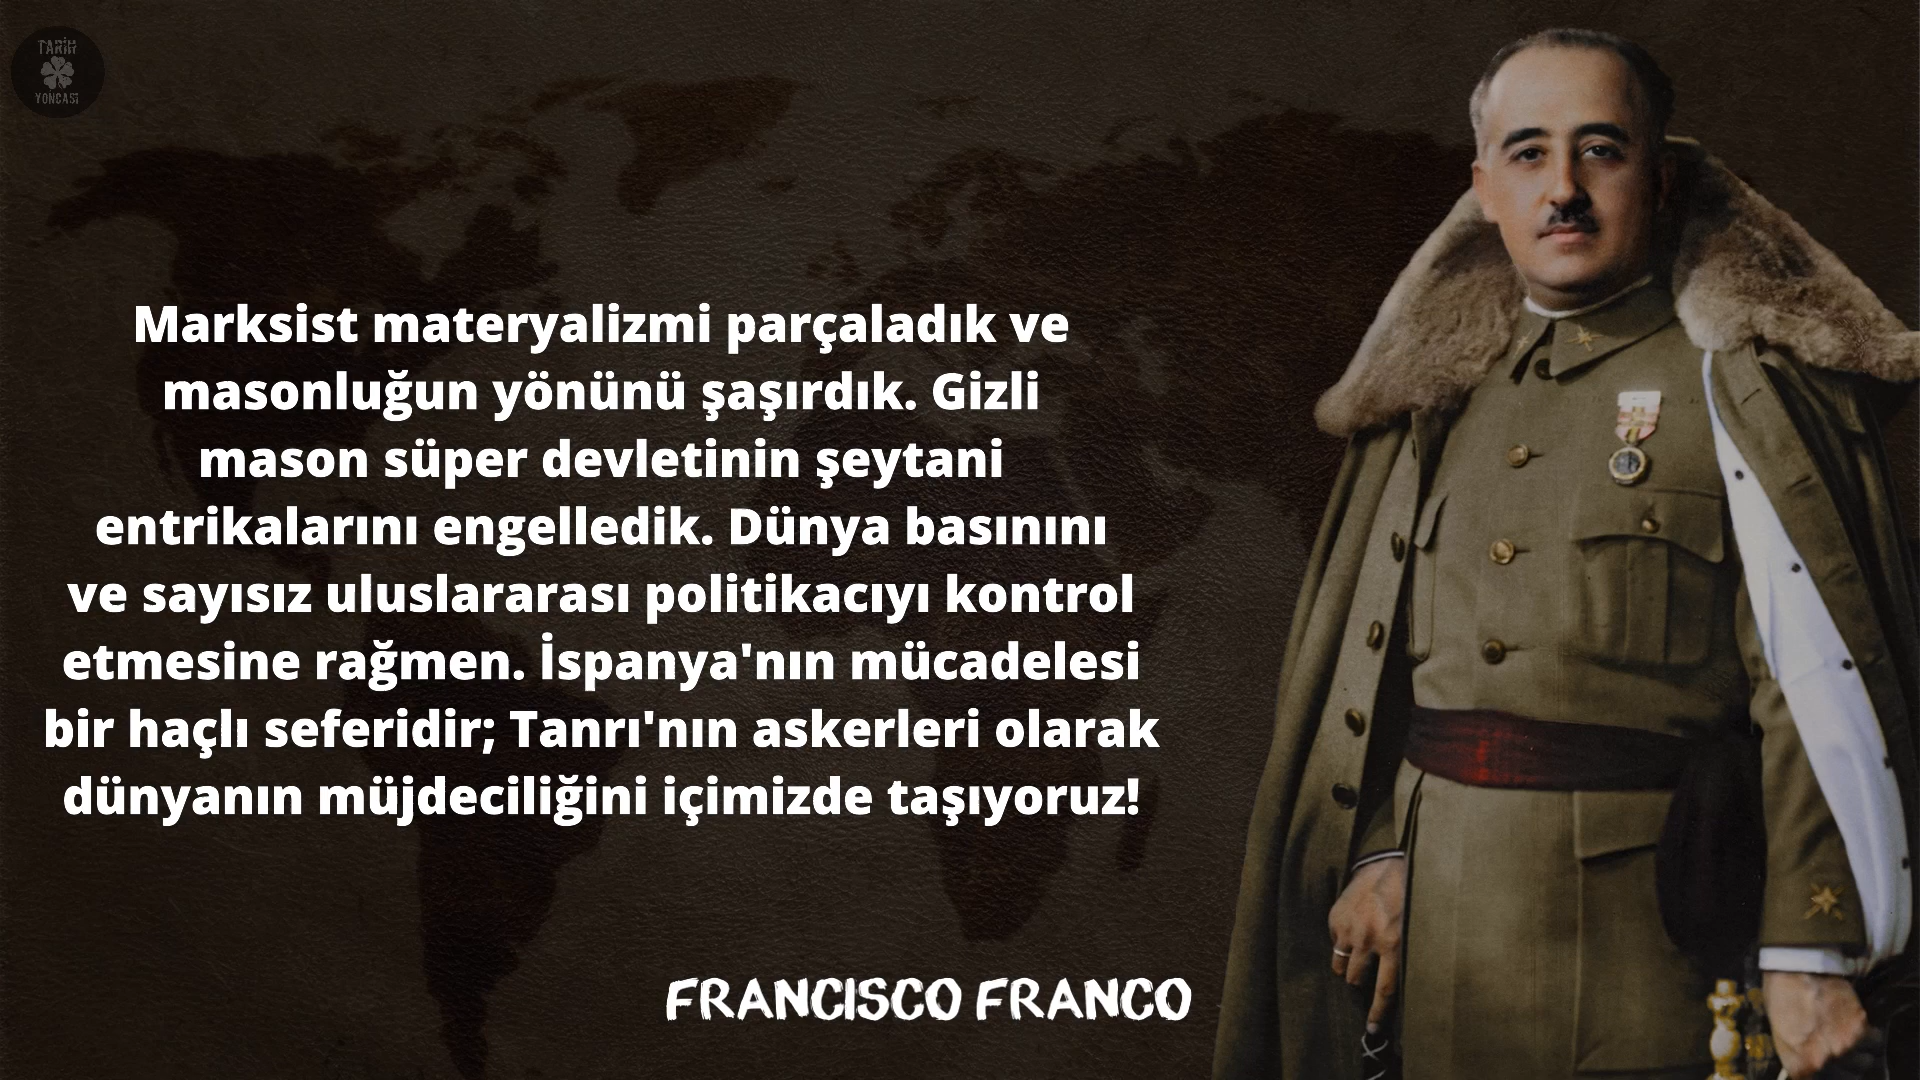 TARİH
YONCASI
Marksist materyalizmi parçaladık ve
masonluğun yönünü şaşırdık. Gizli
mason süper devletinin şeytani
entrikalarını engelledik. Dünya basınını
ve sayısız uluslararası politikacıyı kontrol
etmesine rağmen. İspanya'nın mücadelesi
bir haçlı seferidir; Tanrı'nın askerleri olarak
dünyanın müjdeciliğini içimizde taşıyoruz!
FRANCISCO FRANCO